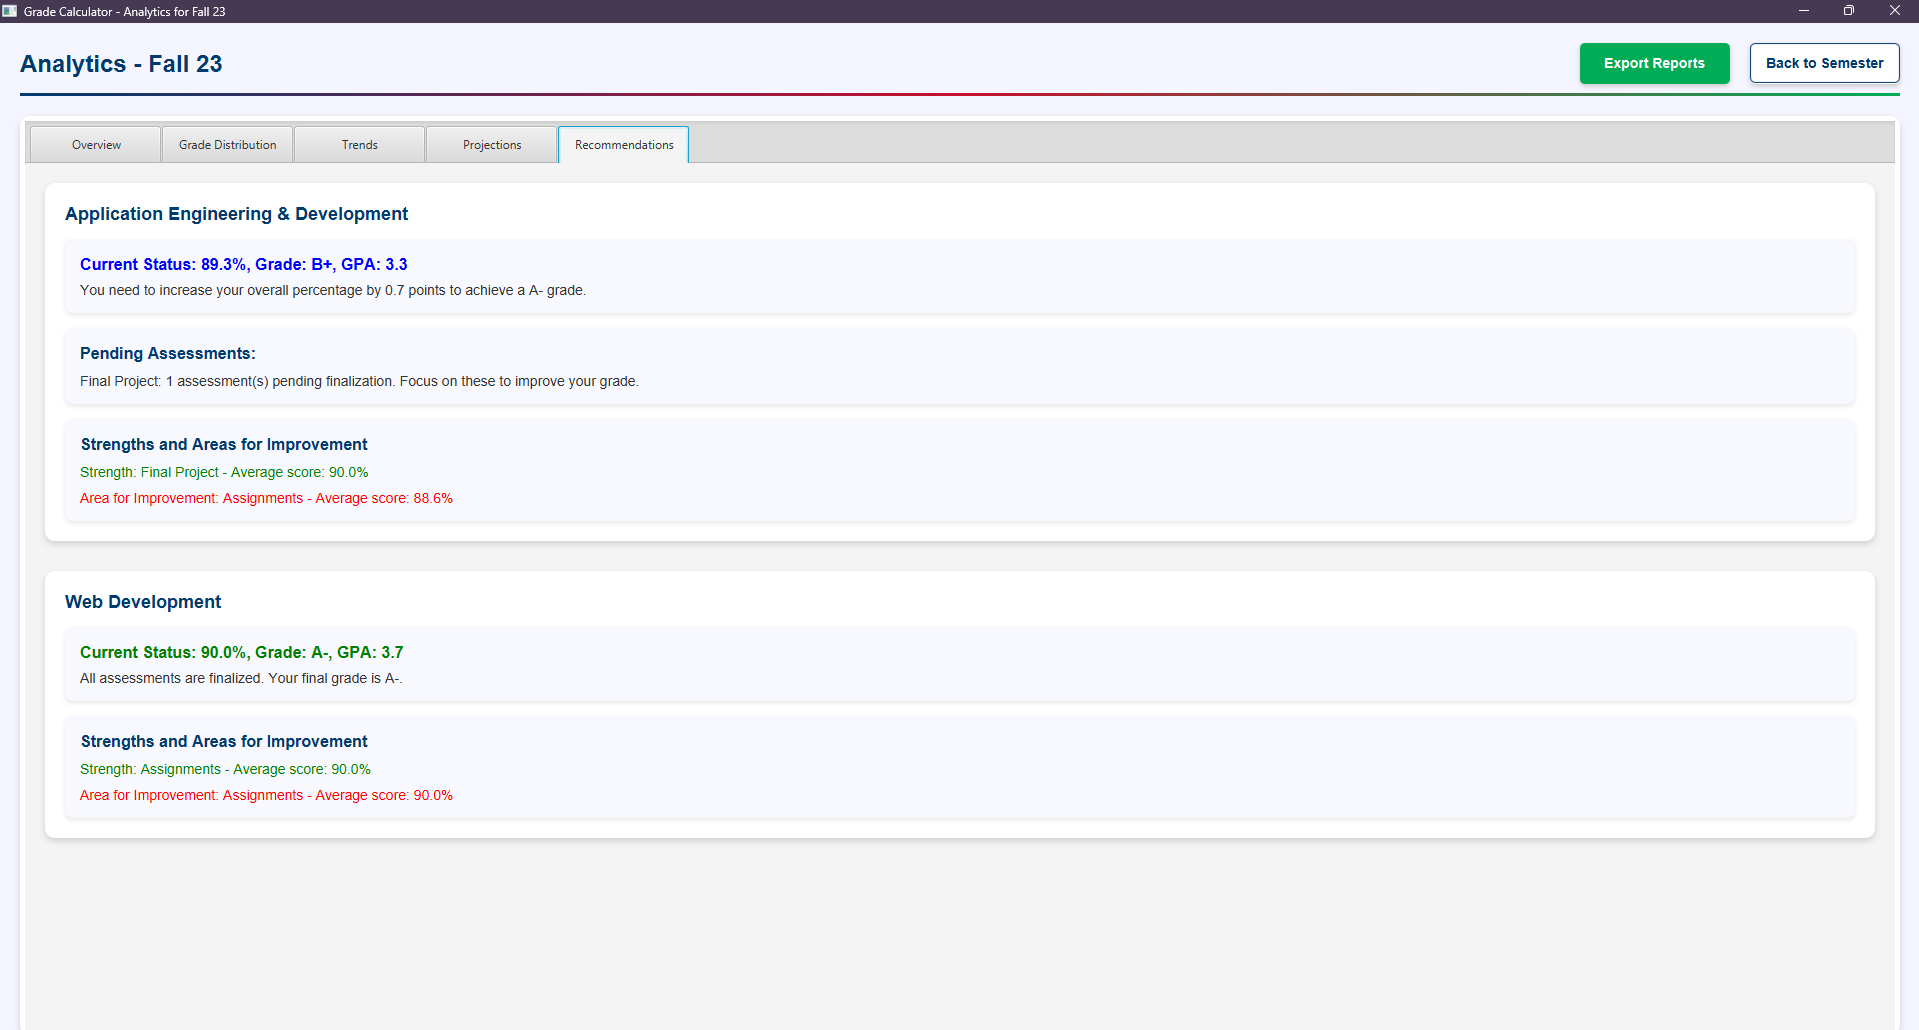 Grade Calculator - Analytics for Fall 23
Analytics - Fall 23
Export Reports
Back to Semester
Overview
Grade Distribution
Trends
Projections
Recommendations
Application Engineering & Development
Current Status: 89.3%, Grade: B+, GPA: 3.3
You need to increase your overall percentage by 0.7 points to achieve a A- grade.
Pending Assessments:
Final Project: 1 assessment(s) pending finalization. Focus on these to improve your grade.
Strengths and Areas for Improvement
Strength: Final Project - Average score: 90.0%
Area for Improvement: Assignments - Average score: 88.6%
Web Development
Current Status: 90.0%, Grade: A-, GPA: 3.7
All assessments are finalized. Your final grade is A-.
Strengths and Areas for Improvement
Strength: Assignments - Average score: 90.0%
Area for Improvement: Assignments - Average score: 90.0%